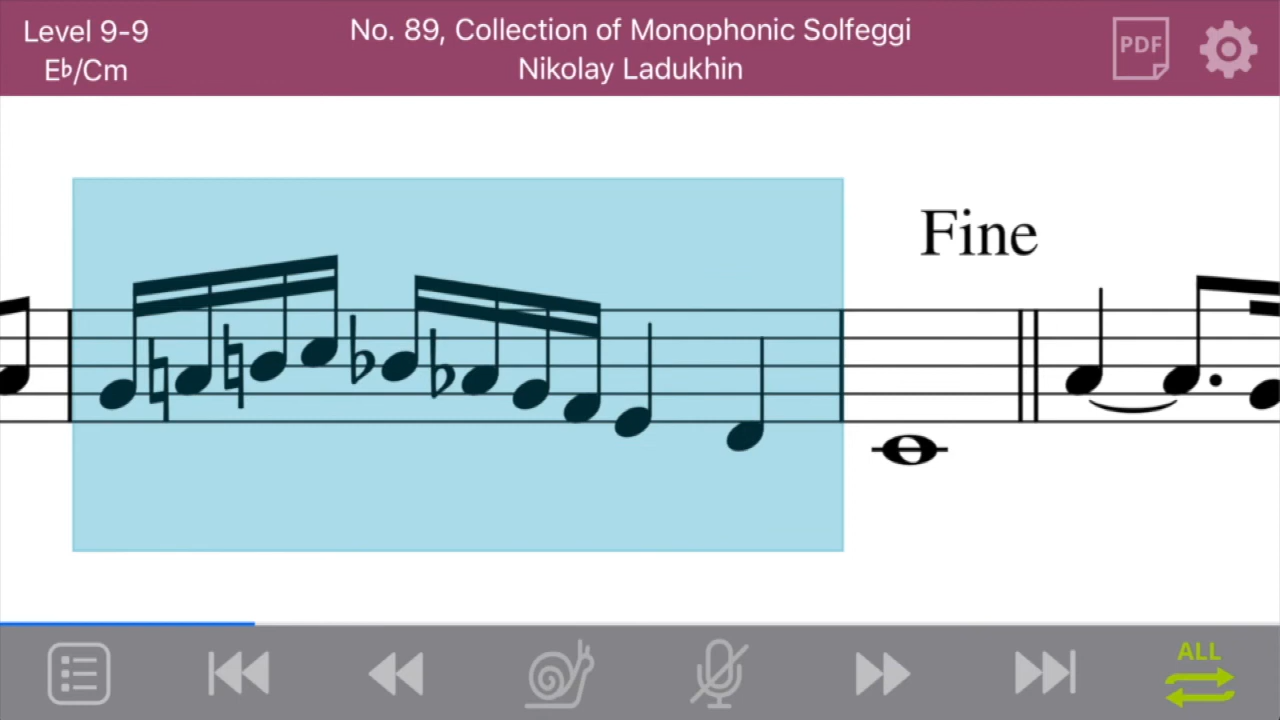 Level 9-9
E♭/Cm
No. 89, Collection of Monophonic Solfeggi
Nikolay Ladukhin
PDF
Fine
ALL